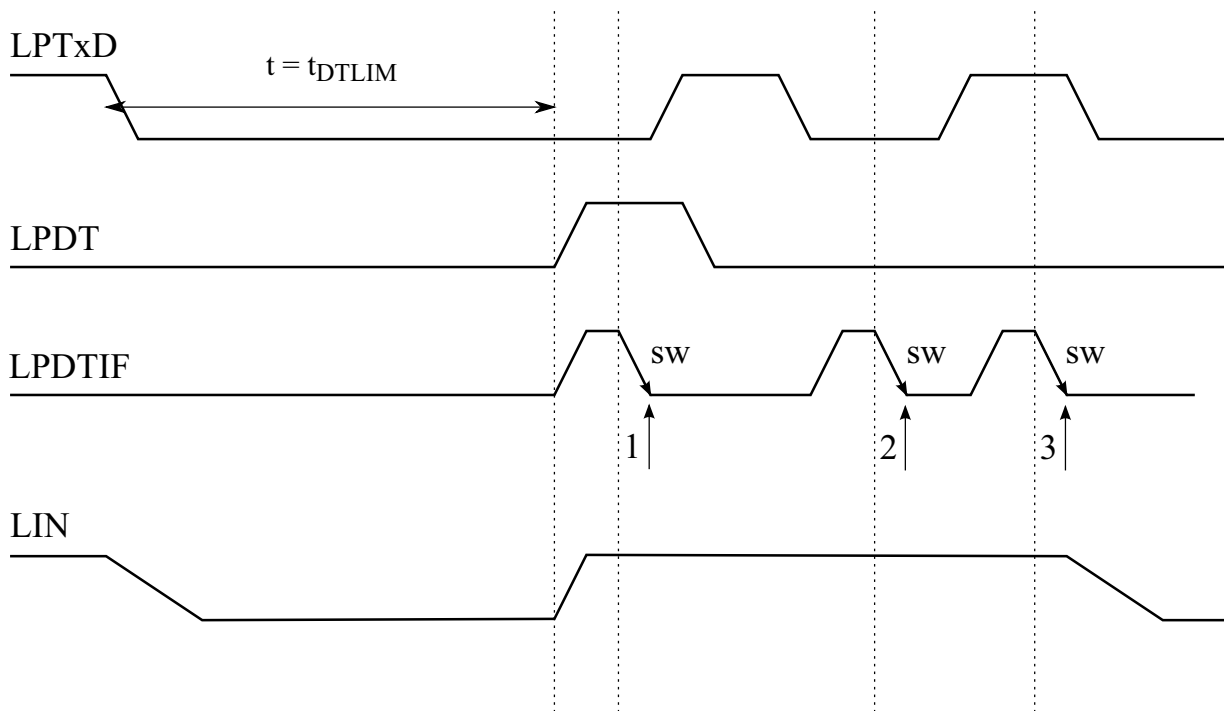 LPTxD
t = tDTLIM
LPDT
LPDTIF
sw
sw
sw
1
2
3
LIN